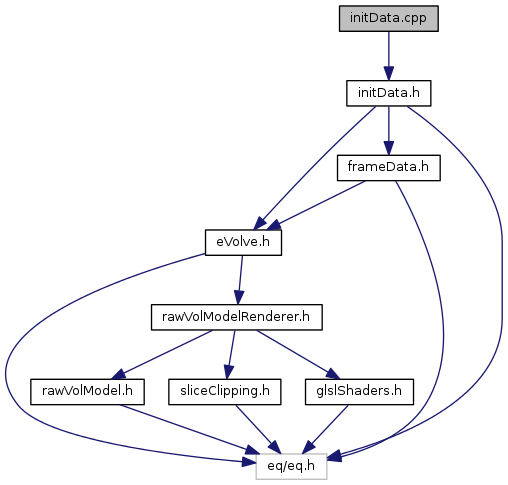 initData.cpp
initData.h
frameData.h
eVolve.h
rawVolModelRenderer.h
rawVolModel.h
sliceClipping.h
glslShaders.h
eq/eq.h